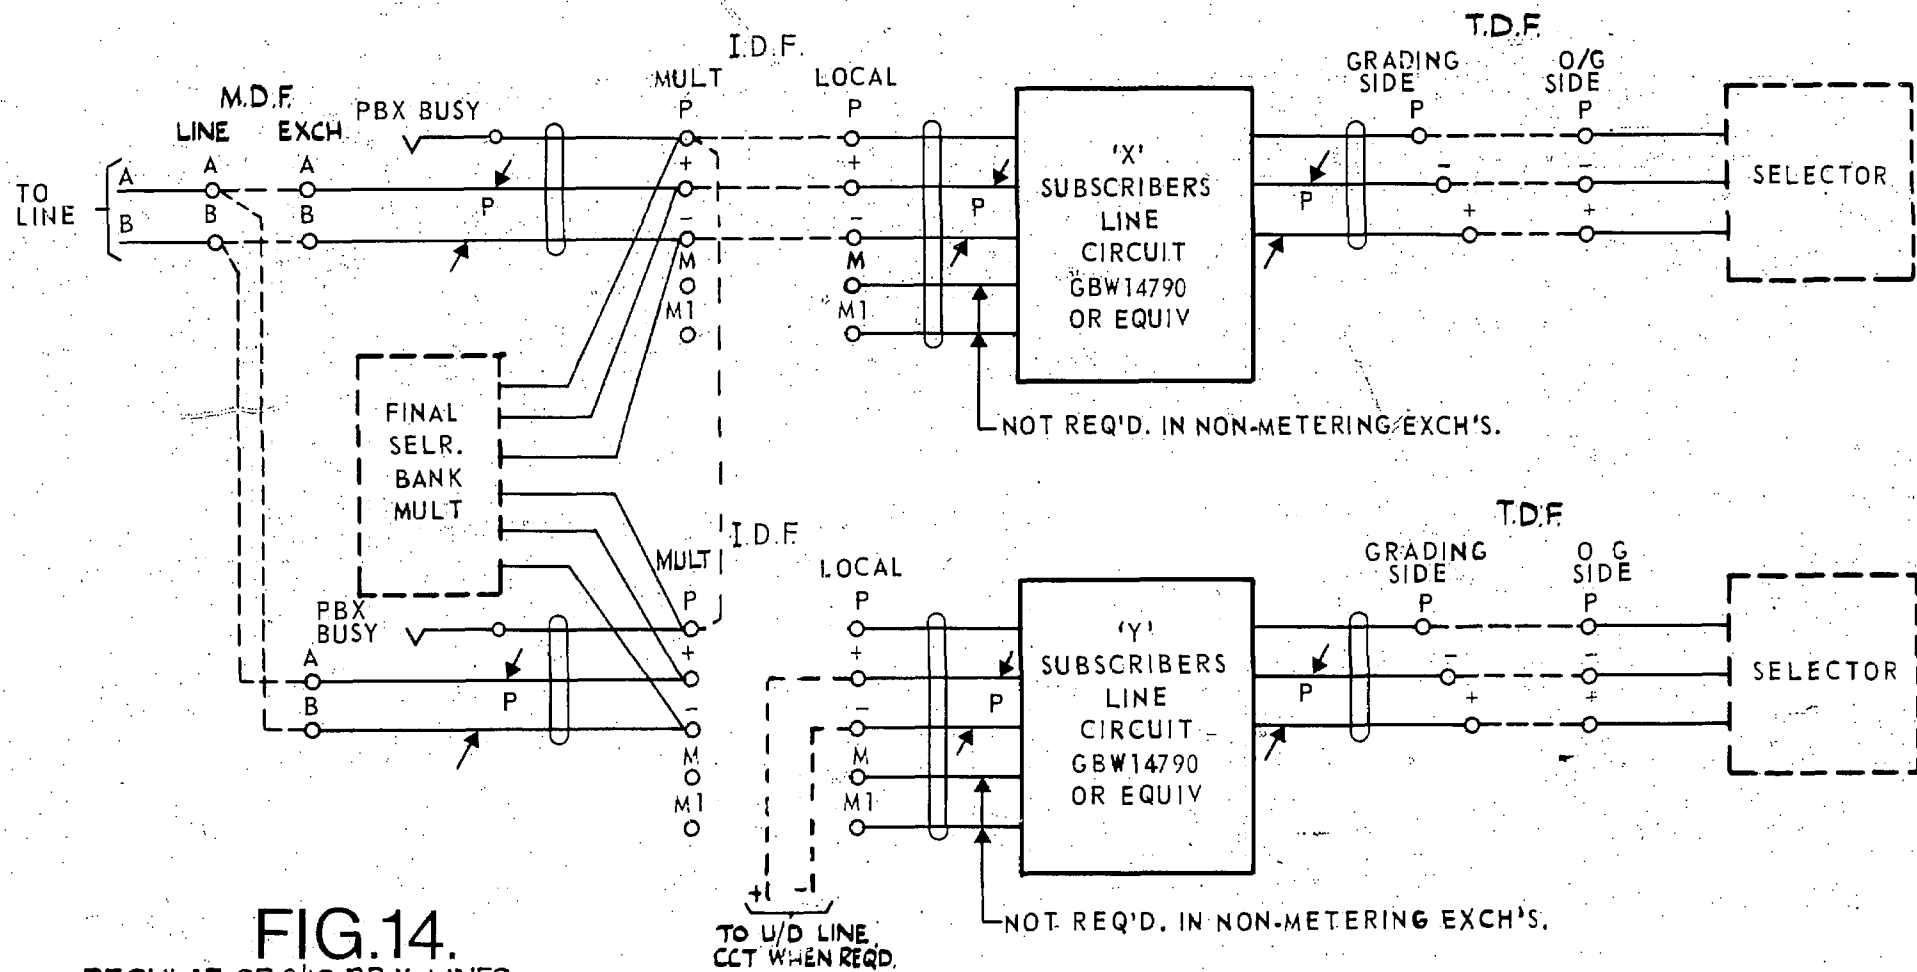 T.D.F.
I.D.F.
GRADING SIDE
O/G SIDE
MULT
LOCAL
M.D.F.
PBX BUSY
P
P
P
P
LINE
EXCH
A
A
+
+
-
-
'X'
SUBSCRIBERS
LINE
CIRCUIT
GBW14790
OR EQUIV
SELECTOR
TO LINE
A
B
B
B
P
P
P
-
-
+
+
M
M
M1
M1
NOT REQ'D. IN NON-METERING EXCH'S.
FINAL
SELR.
BANK
MULT
I.D.F.
T.D.F.
MULT
LOCAL
GRADING SIDE
O G SIDE
PBX BUSY
P
P
P
P
A
+
+
-
-
'Y'
SUBSCRIBERS
LINE
CIRCUIT
GBW14790
OR EQUIV
SELECTOR
B
P
P
P
-
-
+
+
M
M
M1
M1
+
-
TO U/D LINE
CCT WHEN REQD.
NOT REQ'D. IN NON-METERING EXCH'S.
FIG.14.